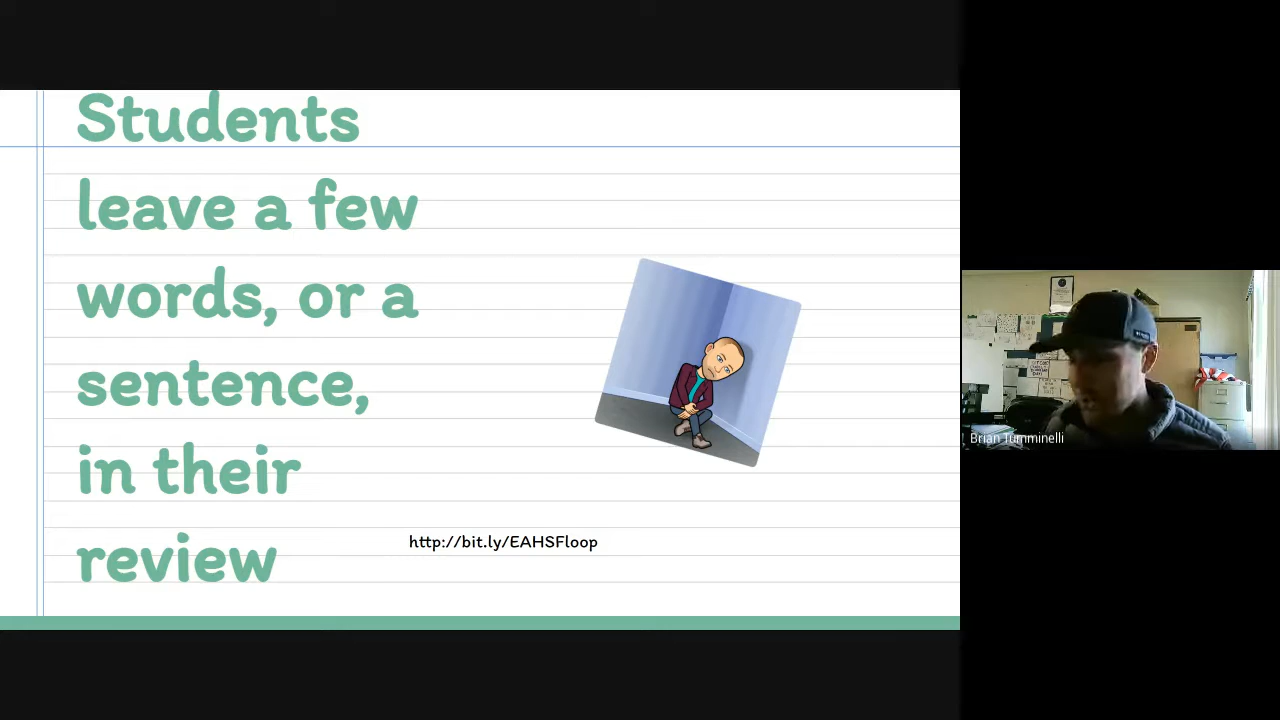 Students
leave a few
words, or a
sentence,
in their
review
http://bit.ly/EAHSFloop
Brian Tumminelli